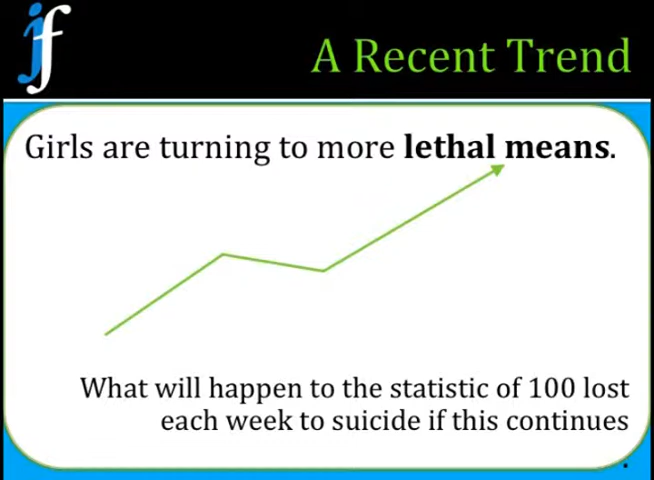 jf
A Recent Trend
Girls are turning to more lethal means.
What will happen to the statistic of 100 lost
each week to suicide if this continues
.